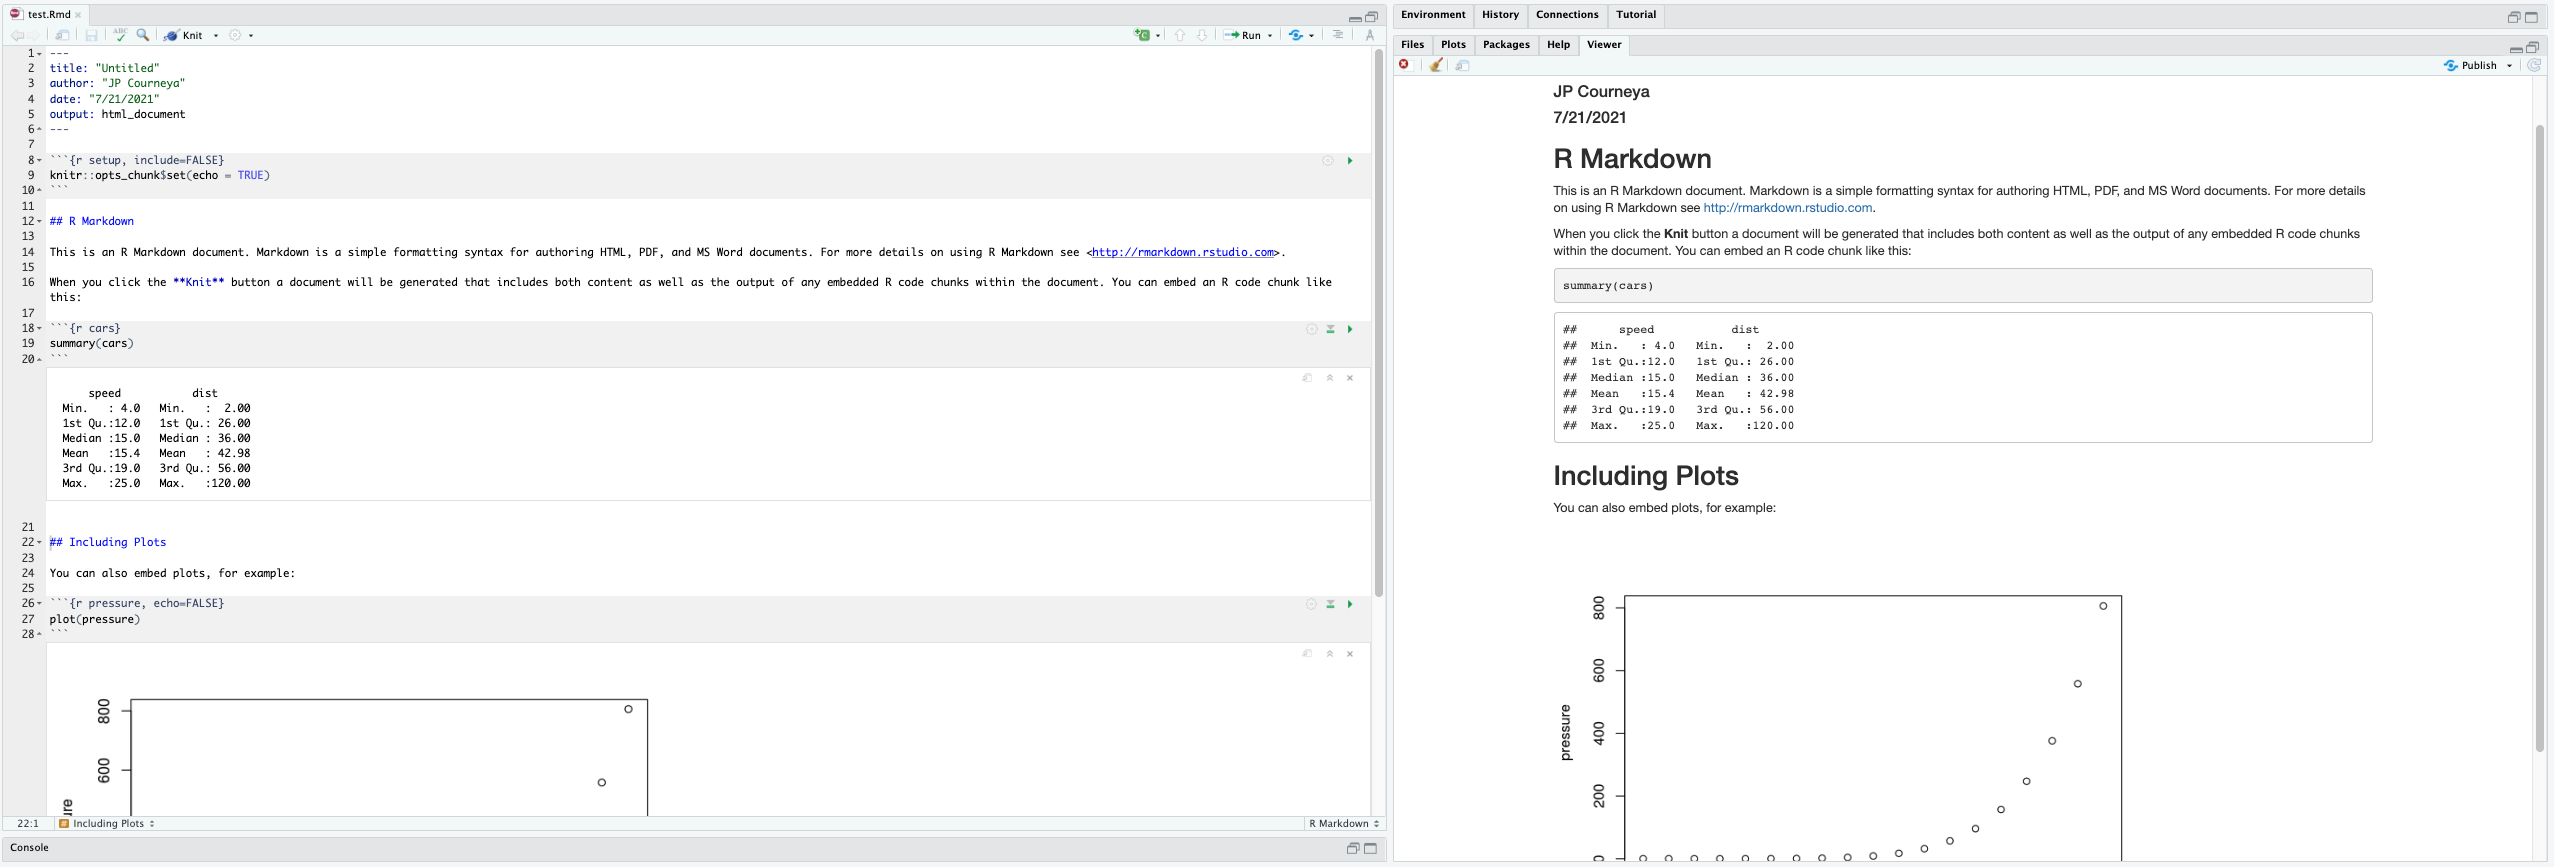 test.Rmd
ABC
Knit
Run
1 ---
2 title: "Untitled"
3 author: "JP Courneya"
4 date: "7/21/2021"
5 output: html_document
6 ---
7
8 ```{r setup, include=FALSE}
9 knitr::opts_chunk$set(echo = TRUE)
10 ```
11
12 ## R Markdown
13
14 This is an R Markdown document. Markdown is a simple formatting syntax for authoring HTML, PDF, and MS Word documents. For more details on using R Markdown see <http://rmarkdown.rstudio.com>.
15
16 When you click the **Knit** button a document will be generated that includes both content as well as the output of any embedded R code chunks within the document. You can embed an R code chunk like
this:
17
18 ```{r cars}
19 summary(cars)
20 ```
speed dist
Min. : 4.0 Min. : 2.00
1st Qu.:12.0 1st Qu.: 26.00
Median :15.0 Median : 36.00
Mean :15.4 Mean : 42.98
3rd Qu.:19.0 3rd Qu.: 56.00
Max. :25.0 Max. :120.00
21
22 ## Including Plots
23
24 You can also embed plots, for example:
25
26 ```{r pressure, echo=FALSE}
27 plot(pressure)
28 ```
800
600
ure
22:1 # Including Plots R Markdown
Console
Environment History Connections Tutorial
Files Plots Packages Help Viewer
Publish
JP Courneya
7/21/2021
R Markdown
This is an R Markdown document. Markdown is a simple formatting syntax for authoring HTML, PDF, and MS Word documents. For more details
on using R Markdown see http://rmarkdown.rstudio.com.
When you click the Knit button a document will be generated that includes both content as well as the output of any embedded R code chunks
within the document. You can embed an R code chunk like this:
summary(cars)
## speed dist
## Min. : 4.0 Min. : 2.00
## 1st Qu.:12.0 1st Qu.: 26.00
## Median :15.0 Median : 36.00
## Mean :15.4 Mean : 42.98
## 3rd Qu.:19.0 3rd Qu.: 56.00
## Max. :25.0 Max. :120.00
Including Plots
You can also embed plots, for example:
800
600
400
200
0
pressure